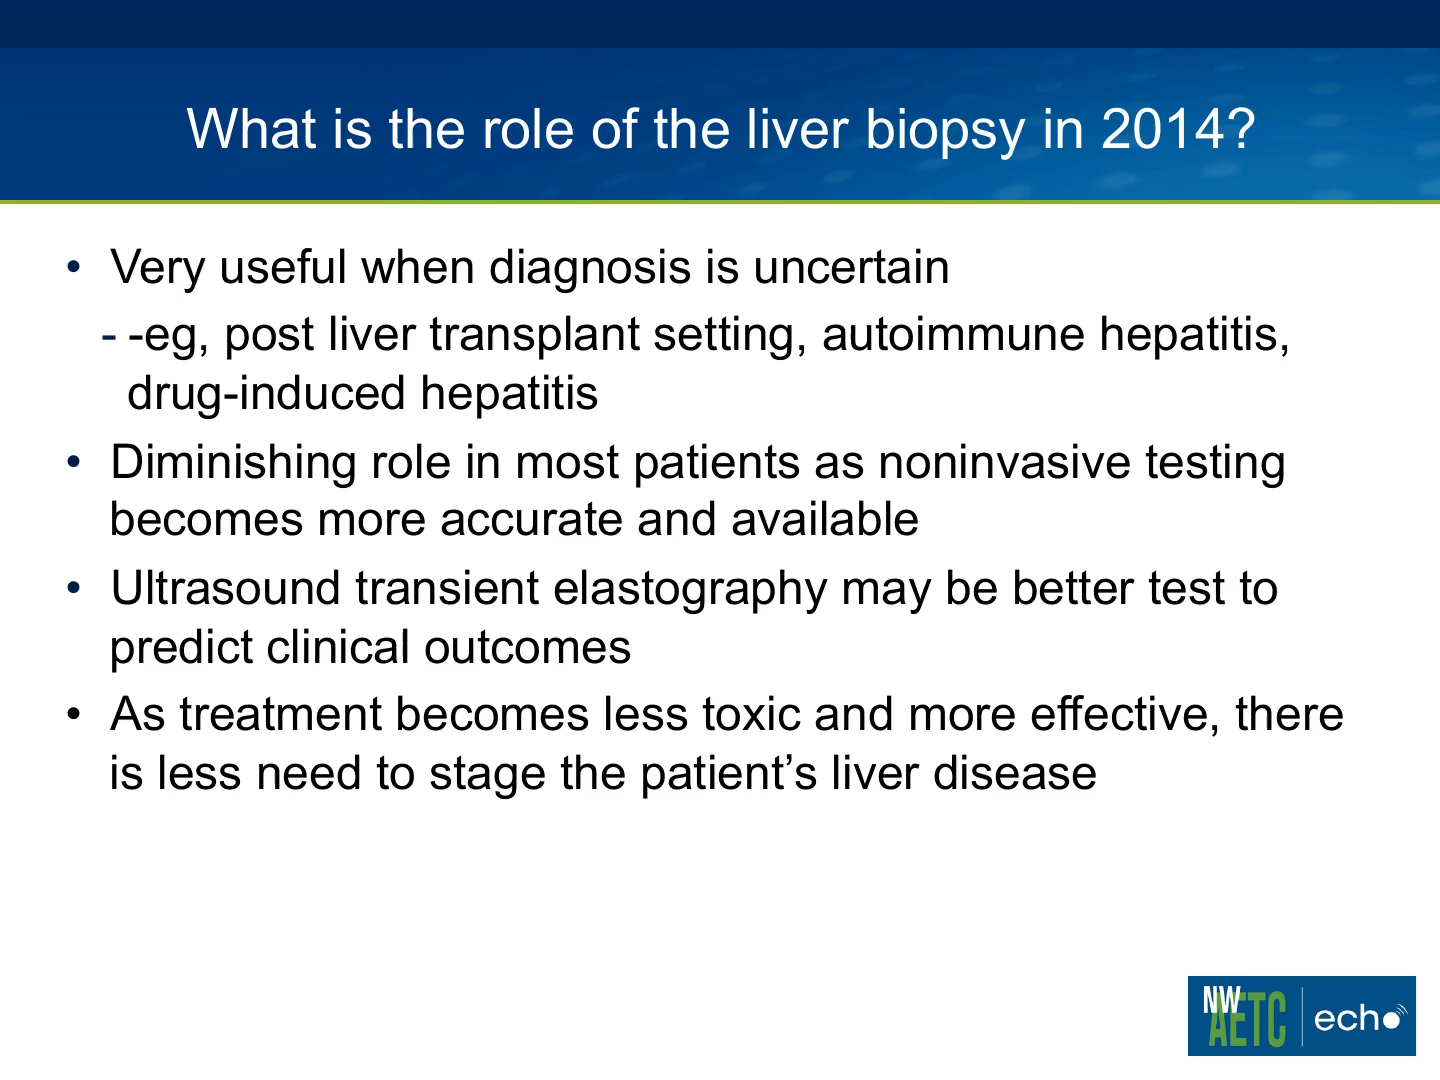 What is the role of the liver biopsy in 2014?
• Very useful when diagnosis is uncertain
- -eg, post liver transplant setting, autoimmune hepatitis,
drug-induced hepatitis
• Diminishing role in most patients as noninvasive testing
becomes more accurate and available
• Ultrasound transient elastography may be better test to
predict clinical outcomes
• As treatment becomes less toxic and more effective, there
is less need to stage the patient’s liver disease
NW
AETC
echo